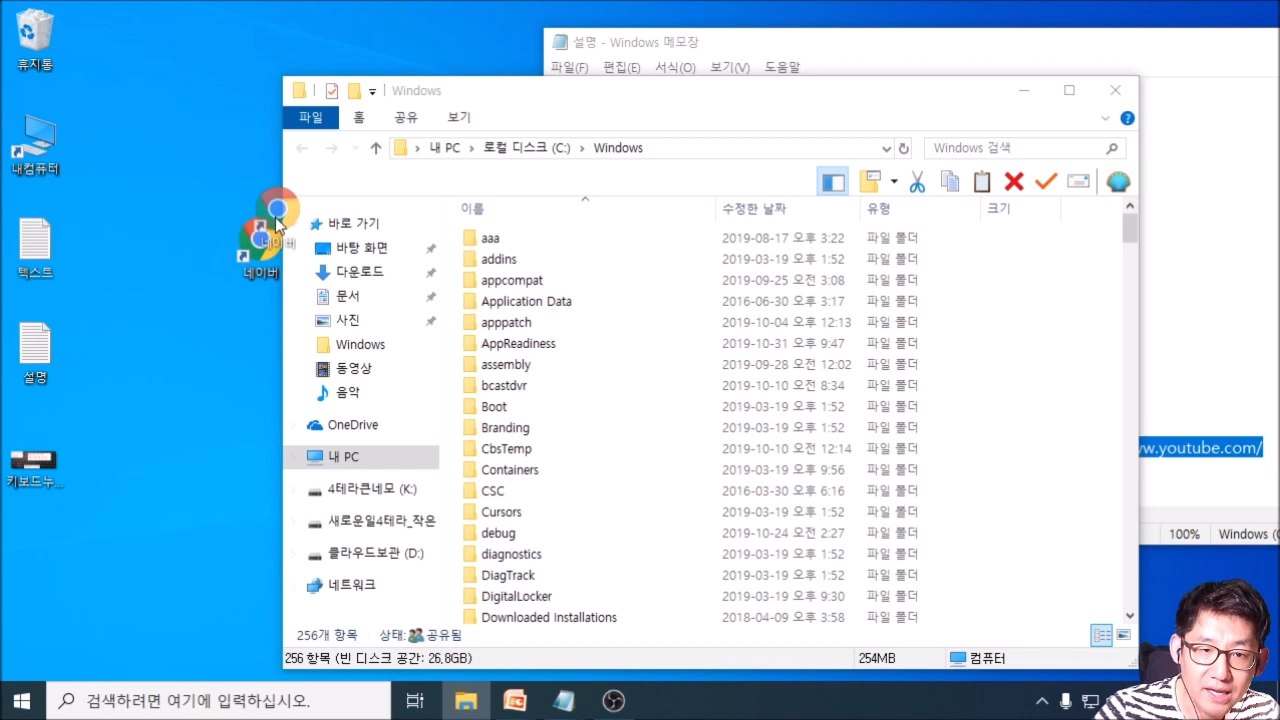 휴지통
내컴퓨터
텍스트
설명
키보드누...
네이버
네이버
설명 - Windows 메모장
파일(F) 편집(E) 서식(O) 보기(V) 도움말
Windows
파일 홈 공유 보기
내 PC > 로컬 디스크 (C:) > Windows
Windows 검색
바로 가기
바탕 화면
다운로드
문서
사진
Windows
동영상
음악
OneDrive
내 PC
4테라큰네모 (K:)
새로운일4테라_작은
클라우드보관 (D:)
네트워크
이름 수정한 날짜 유형 크기
aaa 2019-08-17 오후 3:22 파일 폴더
addins 2019-03-19 오후 1:52 파일 폴더
appcompat 2019-09-25 오전 3:08 파일 폴더
Application Data 2016-06-30 오후 3:17 파일 폴더
apppatch 2019-10-04 오후 12:13 파일 폴더
AppReadiness 2019-10-31 오후 9:47 파일 폴더
assembly 2019-09-28 오전 12:02 파일 폴더
bcastdvr 2019-10-10 오전 8:34 파일 폴더
Boot 2019-03-19 오후 1:52 파일 폴더
Branding 2019-03-19 오후 1:52 파일 폴더
CbsTemp 2019-10-10 오전 12:14 파일 폴더
Containers 2019-03-19 오후 9:56 파일 폴더
CSC 2016-03-30 오후 6:16 파일 폴더
Cursors 2019-03-19 오후 1:52 파일 폴더
debug 2019-10-24 오전 2:27 파일 폴더
diagnostics 2019-03-19 오후 1:52 파일 폴더
DiagTrack 2019-03-19 오후 1:52 파일 폴더
DigitalLocker 2019-03-19 오후 9:30 파일 폴더
Downloaded Installations 2018-04-09 오후 3:58 파일 폴더
256개 항목 상태: 공유됨
256 항목 (빈 디스크 공간: 26.8GB) 254MB 컴퓨터
ww.youtube.com/
100% Windows (
검색하려면 여기에 입력하십시오.